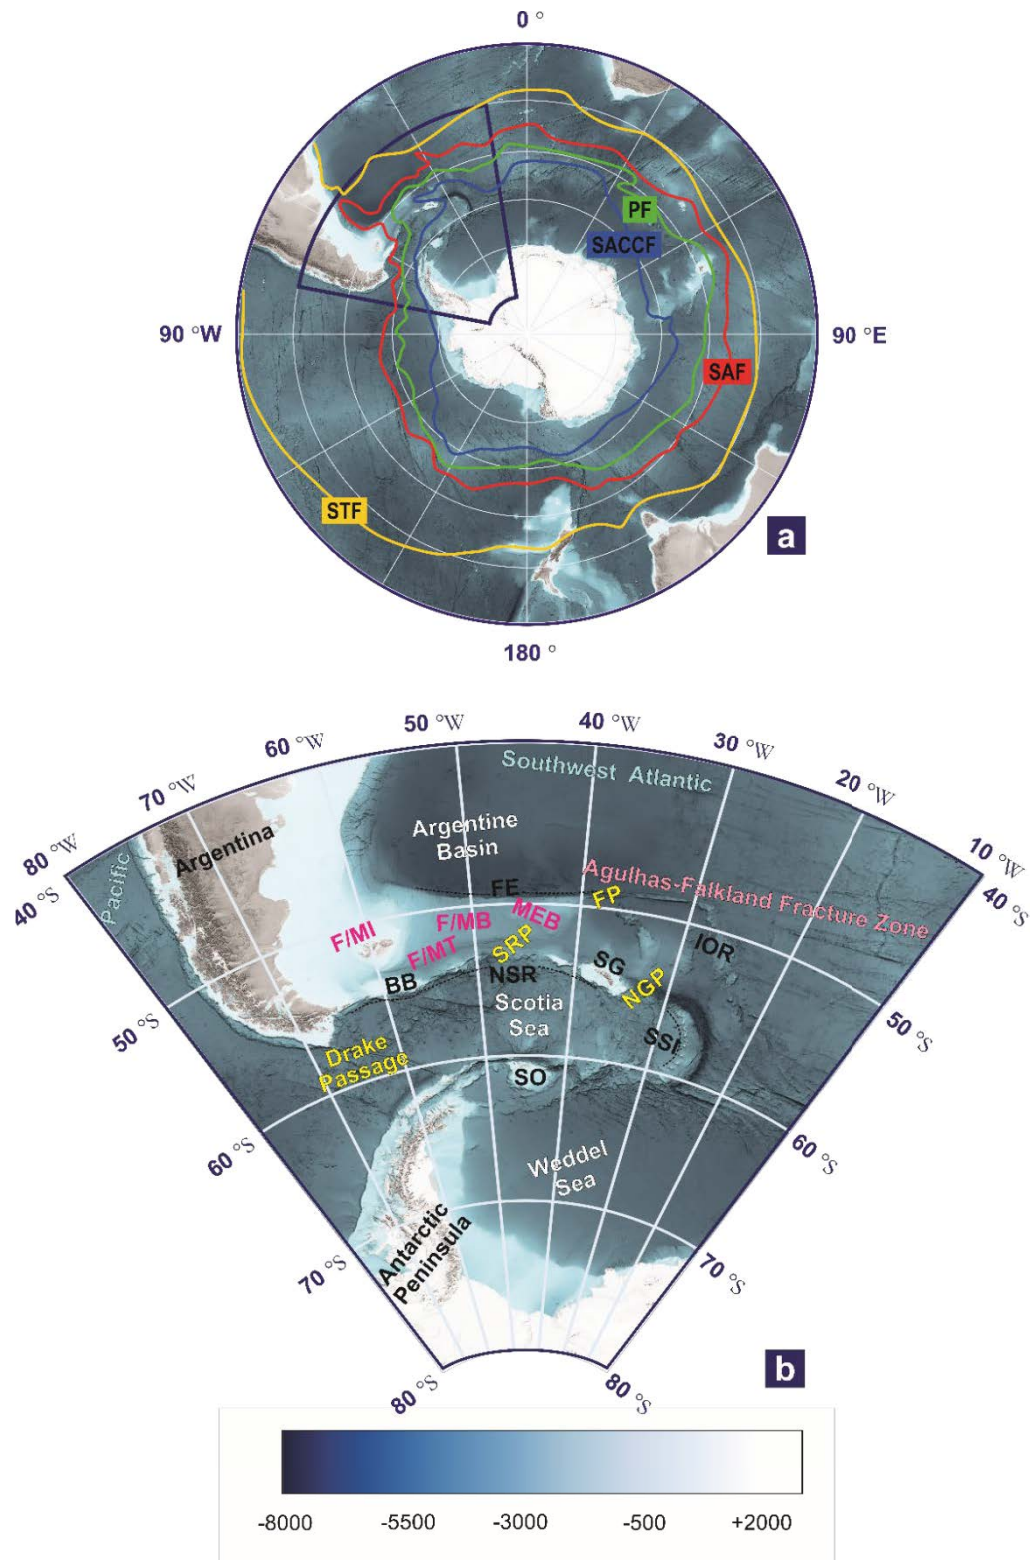 0 °
PF
SACCF
90 °W
90 °E
SAF
STF
a
180 °
40 °W
50 °W
30 °W
60 °W
20 °W
70 °W
10 °W
80 °W
40 °S
40 °S
Southwest Atlantic
Pacific
Argentina
Argentine
Basin
Agulhas-Falkland Fracture Zone
FE
FP
MEB
F/MB
F/MI
F/MT
SRP
IOR
BB
NSR
SG
NGP
Scotia
Sea
SSI
50 °S
50 °S
Drake
Passage
SO
60 °S
60 °S
Weddel
Sea
Antarctic
Peninsula
70 °S
70 °S
80 °S
80 °S
b
-8000
-5500
-3000
-500
+2000